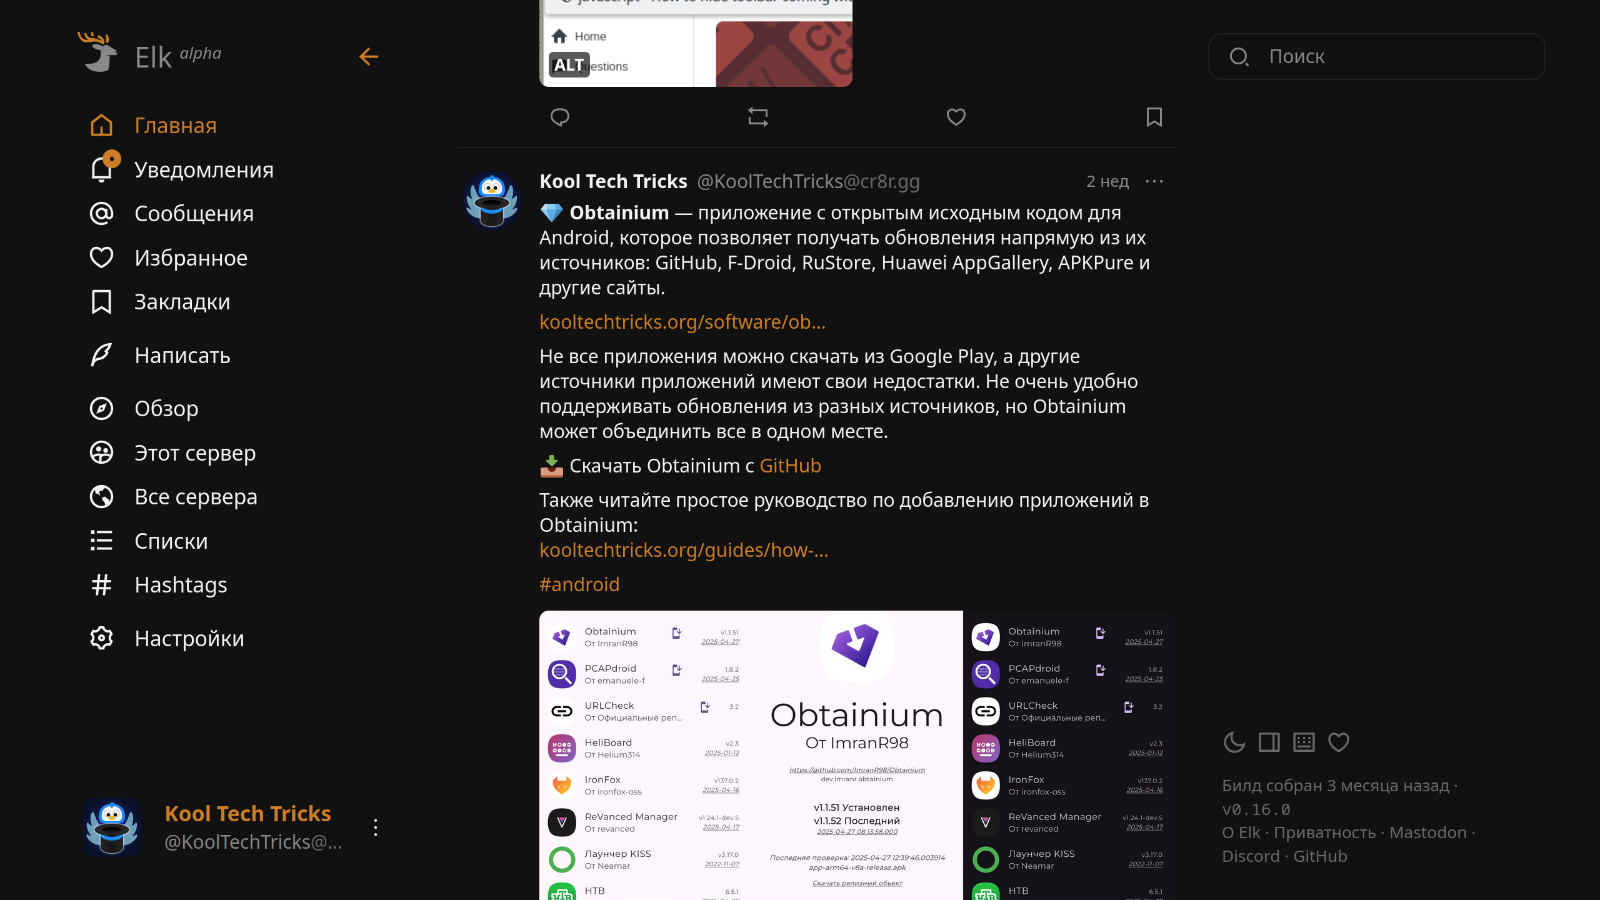 Elk alpha
Главная
Уведомления
Сообщения
Избранное
Закладки
Написать
Обзор
Этот сервер
Все сервера
Списки
Hashtags
Настройки
Kool Tech Tricks
@KoolTechTricks@...
Home
ALT
Kool Tech Tricks @KoolTechTricks@cr8r.gg 2 нед
Obtainium — приложение с открытым исходным кодом для
Android, которое позволяет получать обновления напрямую из их
источников: GitHub, F-Droid, RuStore, Huawei AppGallery, APKPure и
другие сайты.
kooltechtricks.org/software/ob...
Не все приложения можно скачать из Google Play, а другие
источники приложений имеют свои недостатки. Не очень удобно
поддерживать обновления из разных источников, но Obtainium
может объединить все в одном месте.
Скачать Obtainium с GitHub
Также читайте простое руководство по добавлению приложений в
Obtainium:
kooltechtricks.org/guides/how-...
#android
Obtainium v1.1.51
От ImranR98 2025-04-27
PCAPdroid 1.8.2
От emanuele-f 2025-04-25
URLCheck 3.2
От Официальные реп...
HeliBoard v2.3
От Helium314 2025-01-12
IronFox v137.0.2
От ironfox-oss 2025-04-16
ReVanced Manager v1.24.1-dev.5
От revanced 2025-04-17
Лаунчер KISS v3.17.0
От Neamar 2022-11-07
НТВ 6.5.1
Obtainium
От ImranR98
https://github.com/ImranR98/Obtainium
dev.imranr.obtainium
v1.1.51 Установлен
v1.1.52 Последний
2025-04-27 08:13:58.000
Последняя проверка: 2025-04-27 12:39:46.003914
app-arm64-v8a-release.apk
Скачать релизный объект
Obtainium v1.1.51
От ImranR98 2025-04-27
PCAPdroid 1.8.2
От emanuele-f 2025-04-25
URLCheck 3.2
От Официальные реп...
HeliBoard v2.3
От Helium314 2025-01-12
IronFox v137.0.2
От ironfox-oss 2025-04-16
ReVanced Manager v1.24.1-dev.5
От revanced 2025-04-17
Лаунчер KISS v3.17.0
От Neamar 2022-11-07
НТВ 6.5.1
Поиск
Билд собран 3 месяца назад ·
v0.16.0
О Elk · Приватность · Mastodon ·
Discord · GitHub